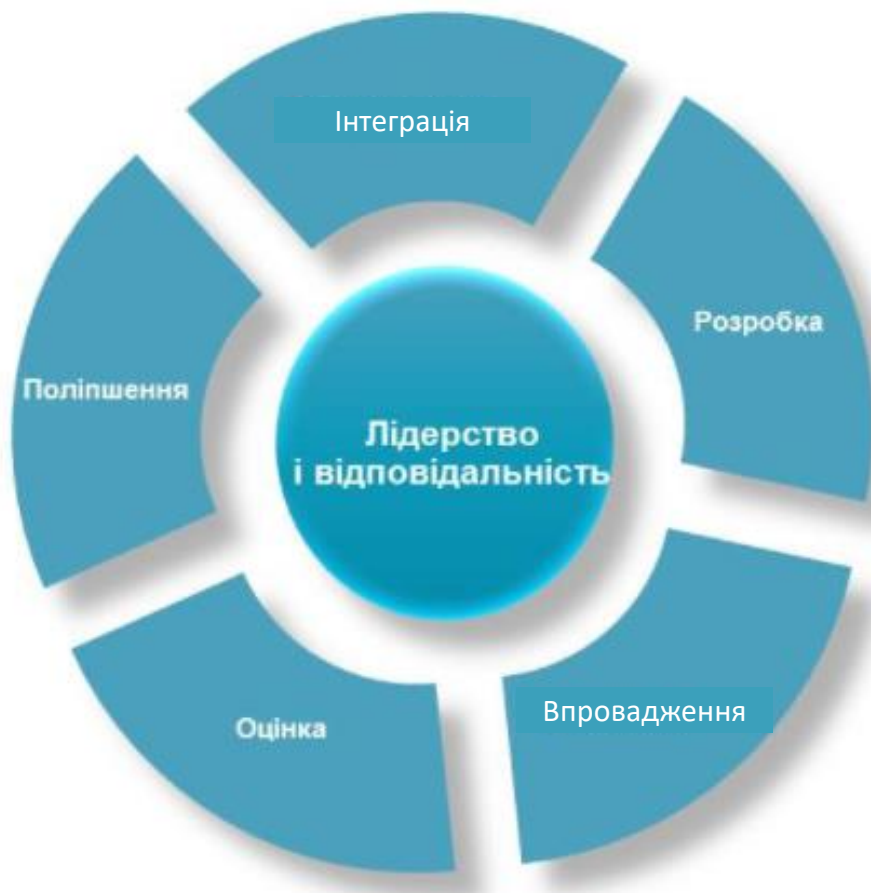 Інтеграція
Розробка
Поліпшення
Лідерство
і відповідальність
Впровадження
Оцінка